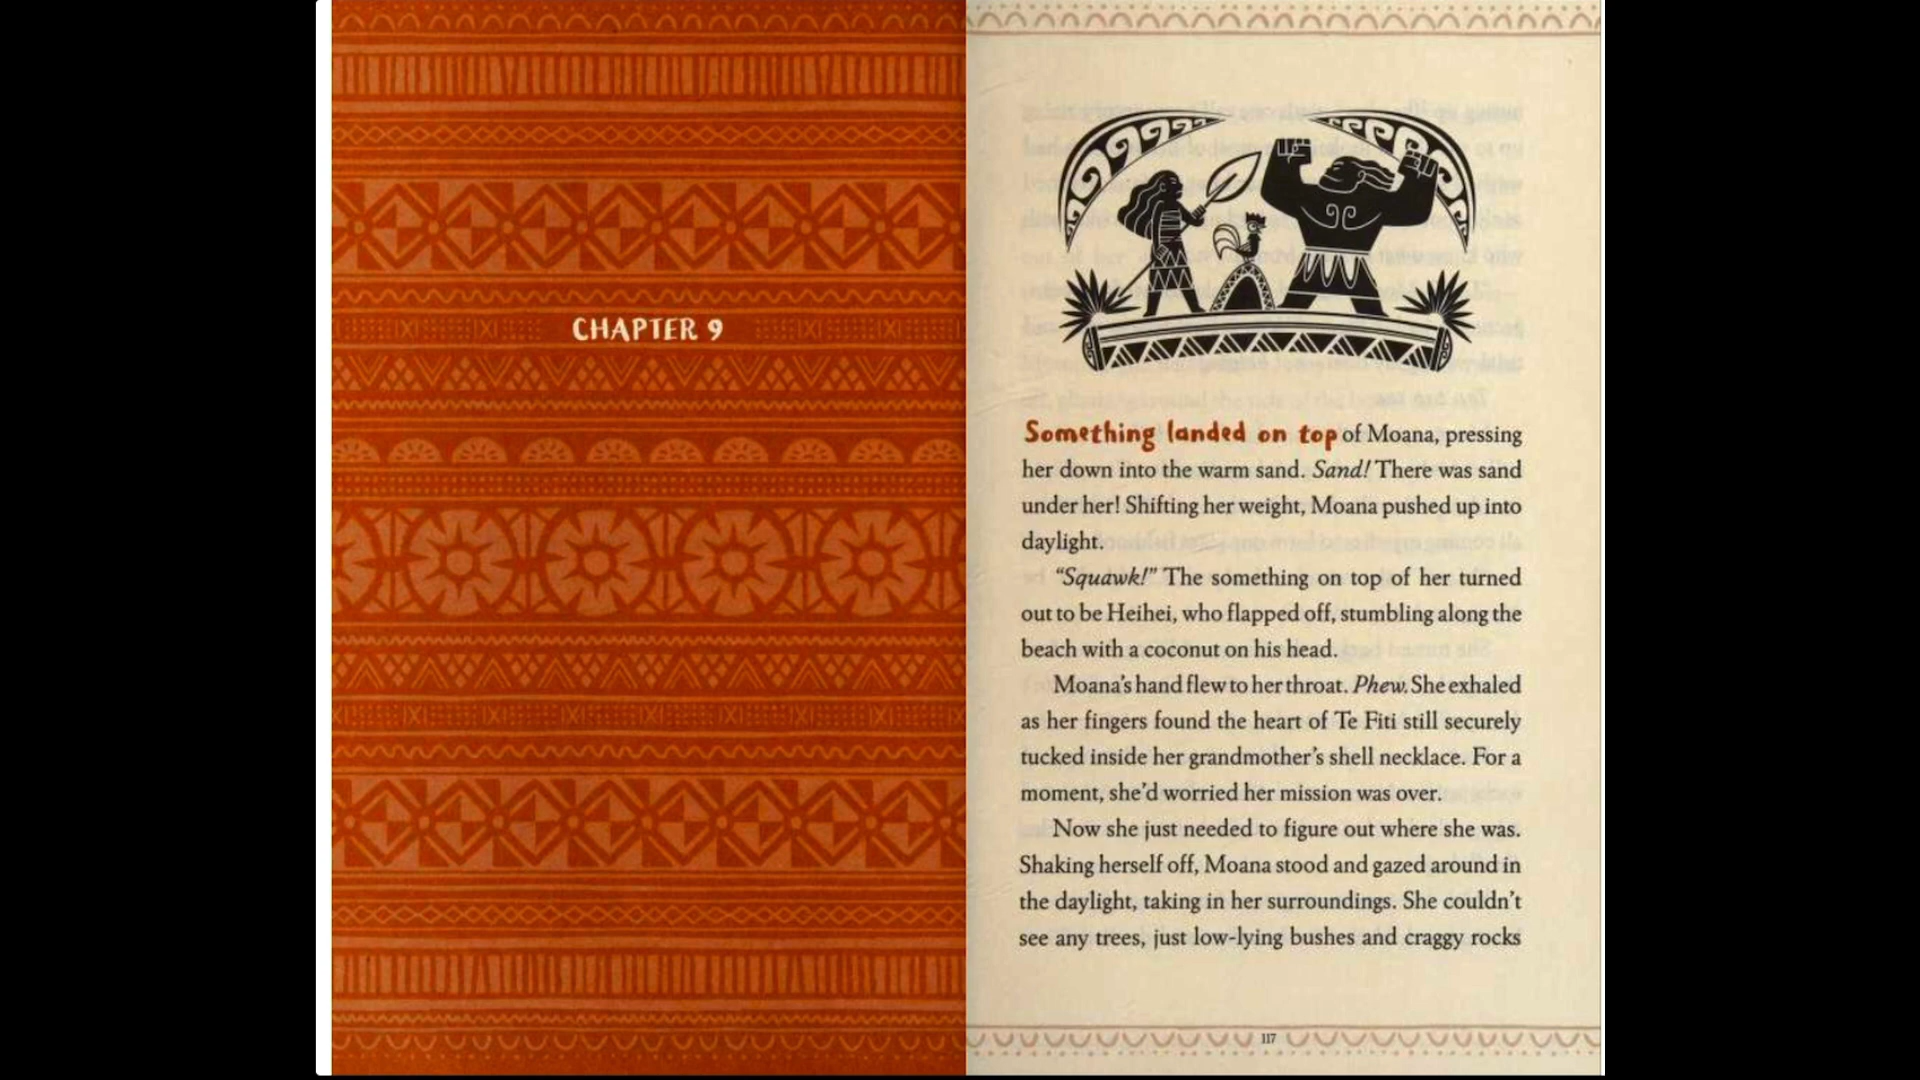 CHAPTER 9
Something landed on top of Moana, pressing
her down into the warm sand. Sand! There was sand
under her! Shifting her weight, Moana pushed up into
daylight.
“Squawk!” The something on top of her turned
out to be Heihei, who flapped off, stumbling along the
beach with a coconut on his head.
Moana’s hand flew to her throat. Phew. She exhaled
as her fingers found the heart of Te Fiti still securely
tucked inside her grandmother’s shell necklace. For a
moment, she’d worried her mission was over.
Now she just needed to figure out where she was.
Shaking herself off, Moana stood and gazed around in
the daylight, taking in her surroundings. She couldn’t
see any trees, just low-lying bushes and craggy rocks
117